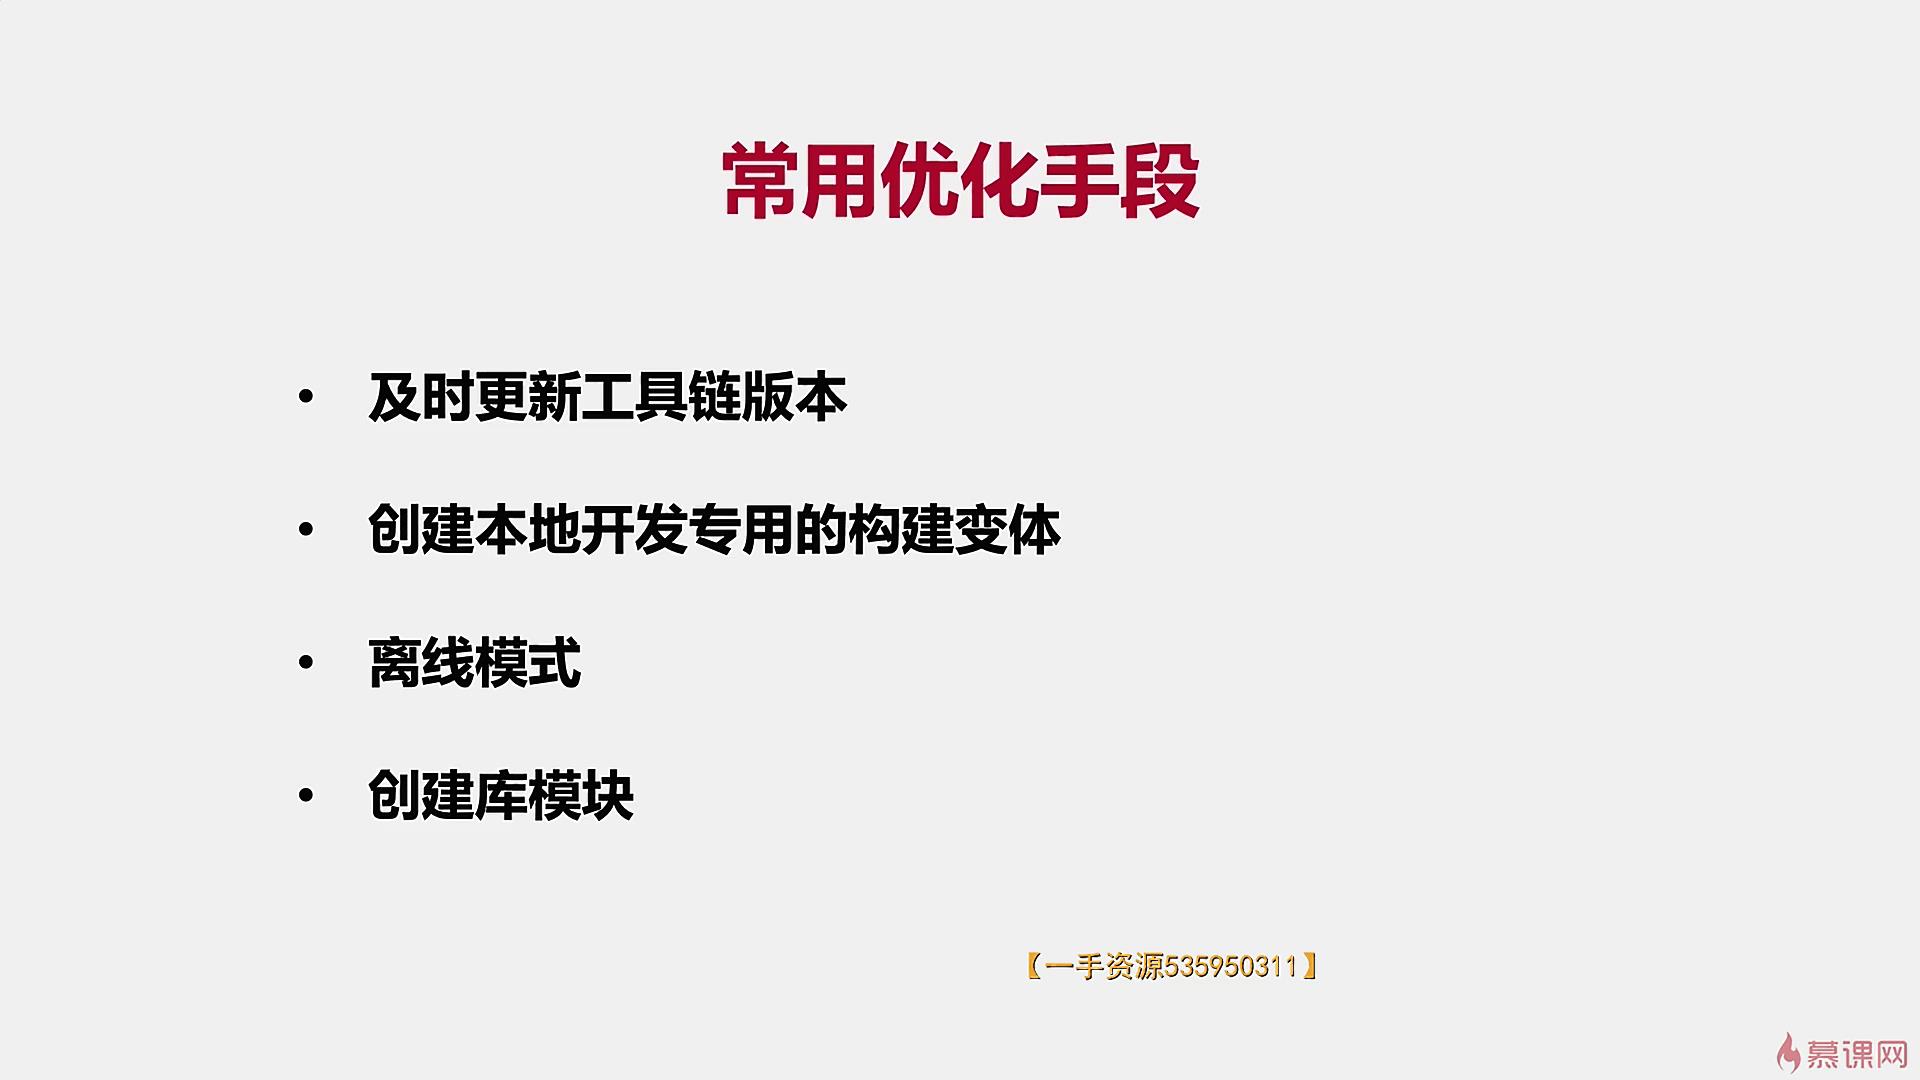 常用优化手段
• 及时更新工具链版本
• 创建本地开发专用的构建变体
• 离线模式
• 创建库模块
【一手资源535950311】
慕课网